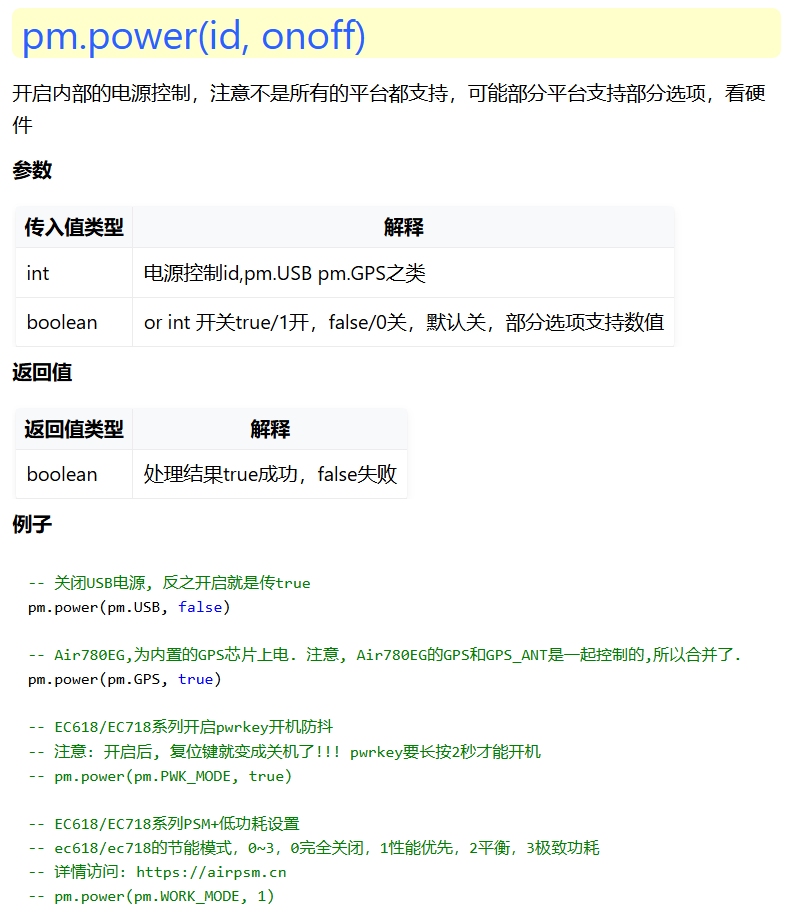 pm.power(id, onoff)
开启内部的电源控制，注意不是所有的平台都支持，可能部分平台支持部分选项，看硬
件
参数
传入值类型 解释
int 电源控制id,pm.USB pm.GPS之类
boolean or int 开关true/1开，false/0关，默认关，部分选项支持数值
返回值
返回值类型 解释
boolean 处理结果true成功，false失败
例子
-- 关闭USB电源, 反之开启就是传true
pm.power(pm.USB, false)
-- Air780EG,为内置的GPS芯片上电. 注意, Air780EG的GPS和GPS_ANT是一起控制的,所以合并了.
pm.power(pm.GPS, true)
-- EC618/EC718系列开启pwrkey开机防抖
-- 注意: 开启后, 复位键就变成关机了!!! pwrkey要长按2秒才能开机
-- pm.power(pm.PWK_MODE, true)
-- EC618/EC718系列PSM+低功耗设置
-- ec618/ec718的节能模式，0~3，0完全关闭，1性能优先，2平衡，3极致功耗
-- 详情访问: https://airpsm.cn
-- pm.power(pm.WORK_MODE, 1)